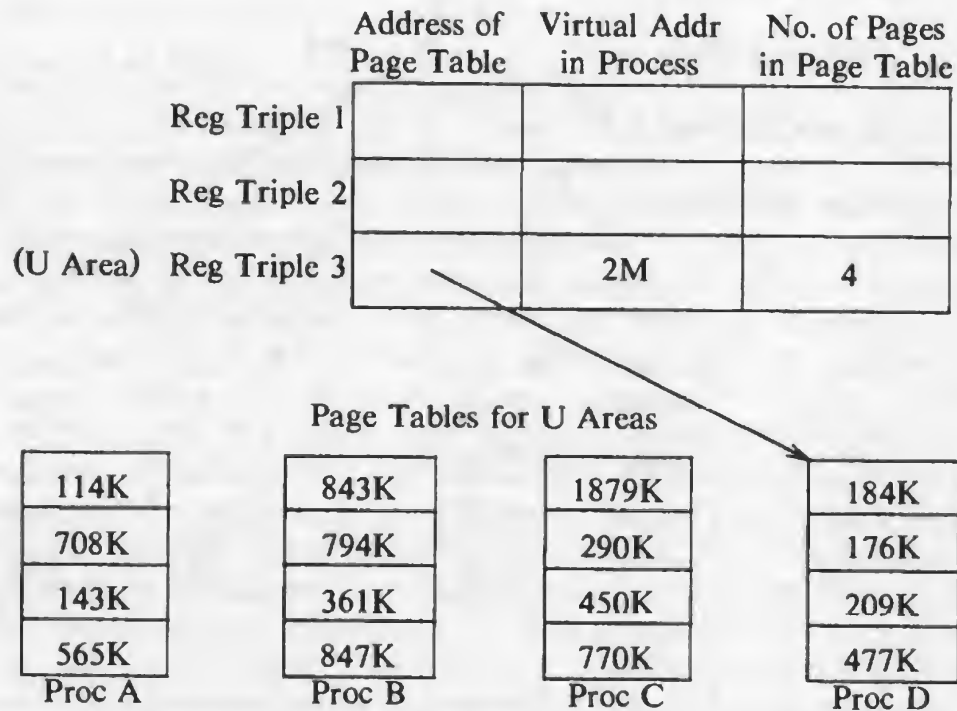 Address of Page Table
Virtual Addr in Process
No. of Pages in Page Table
Reg Triple 1
Reg Triple 2
(U Area) Reg Triple 3 2M 4
Page Tables for U Areas
114K 843K 1879K 184K
708K 794K 290K 176K
143K 361K 450K 209K
565K 847K 770K 477K
Proc A Proc B Proc C Proc D